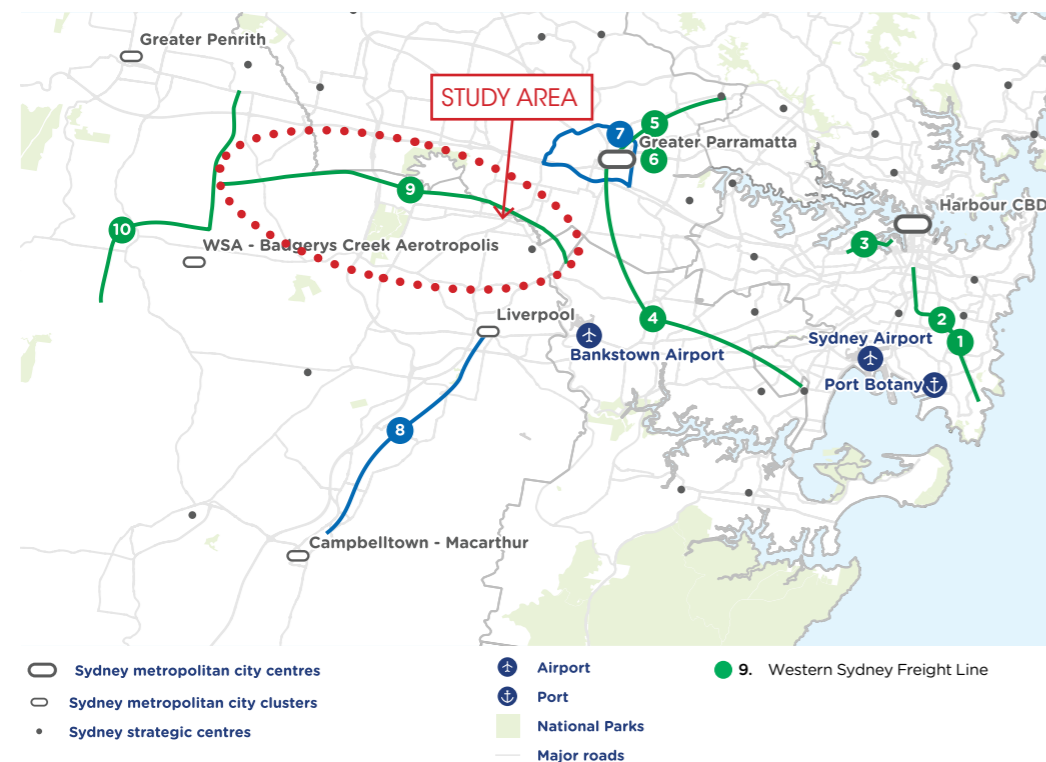 Greater Penrith
STUDY AREA
5
7
Greater Parramatta
6
9
Harbour CBD
10
WSA - Badgerys Creek Aerotropolis
3
Liverpool
4
2
Sydney Airport
1
Bankstown Airport
Port Botany
8
Campbelltown - Macarthur
Sydney metropolitan city centres
Sydney metropolitan city clusters
Sydney strategic centres
Airport
Port
National Parks
Major roads
9. Western Sydney Freight Line